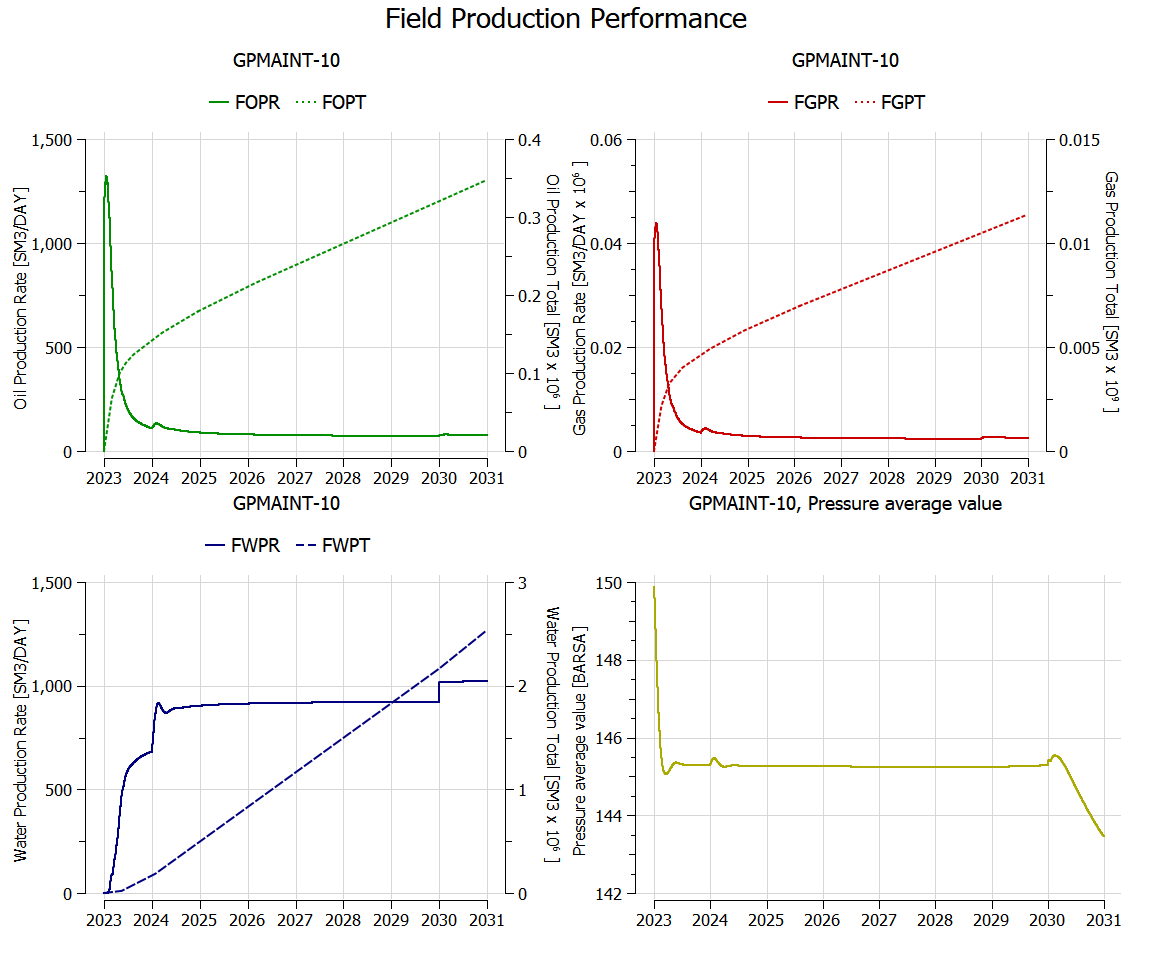 Field Production Performance
GPMAINT-10
FOPR FOPT
1,500
1,000
500
0
Oil Production Rate [SM3/DAY]
0.4
0.3
0.2
0.1
0
Oil Production Total [SM3 x 10⁶ ]
2023 2024 2025 2026 2027 2028 2029 2030 2031
GPMAINT-10
FGPR FGPT
0.06
0.04
0.02
0
Gas Production Rate [SM3/DAY x 10⁶ ]
0.015
0.01
0.005
0
Gas Production Total [SM3 x 10⁹ ]
2023 2024 2025 2026 2027 2028 2029 2030 2031
GPMAINT-10
FWPR FWPT
1,500
1,000
500
0
Water Production Rate [SM3/DAY]
3
2
1
0
Water Production Total [SM3 x 10⁶ ]
2023 2024 2025 2026 2027 2028 2029 2030 2031
GPMAINT-10, Pressure average value
150
148
146
144
142
Pressure average value [BARSA]
2023 2024 2025 2026 2027 2028 2029 2030 2031